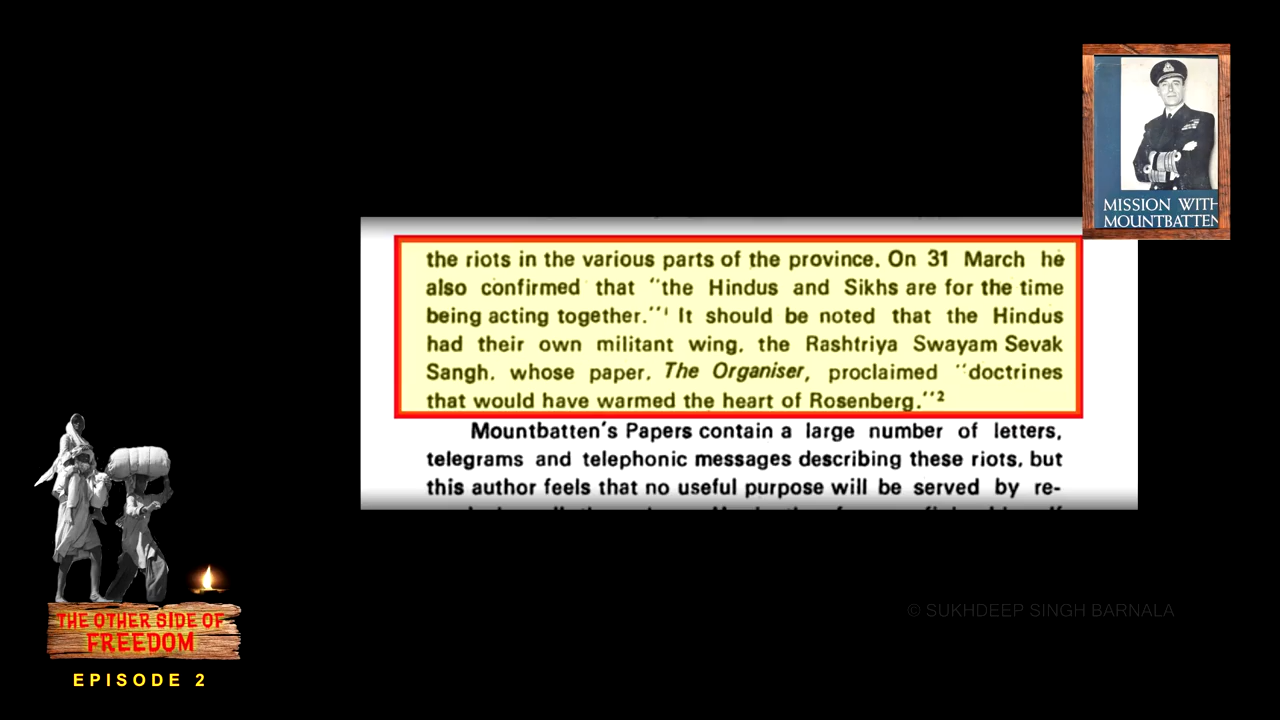 MISSION WITH
MOUNTBATTEN
the riots in the various parts of the province. On 31 March he
also confirmed that "the Hindus and Sikhs are for the time
being acting together."¹ It should be noted that the Hindus
had their own militant wing, the Rashtriya Swayam Sevak
Sangh, whose paper, The Organiser, proclaimed "doctrines
that would have warmed the heart of Rosenberg."²
Mountbatten's Papers contain a large number of letters,
telegrams and telephonic messages describing these riots, but
this author feels that no useful purpose will be served by re-
© SUKHDEEP SINGH BARNALA
THE OTHER SIDE OF
FREEDOM
EPISODE 2